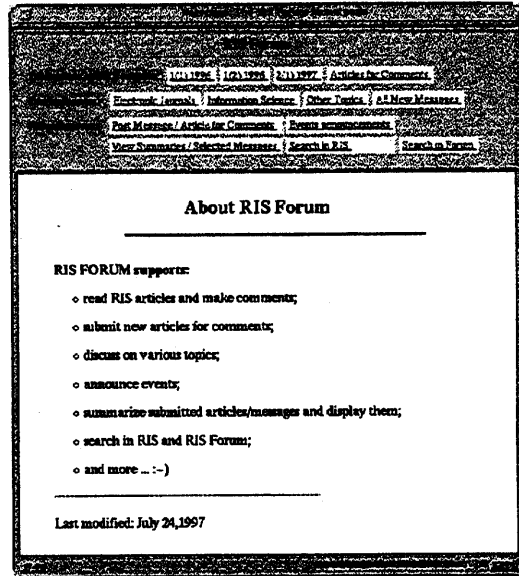 1(1) 1996 1(2) 1996 2(1) 1997 Articles for Comments
Electronic Journals Information Science Other Topics All New Messages
Post Message / Article for Comments Events announcements
View Summaries / Selected Messages Search in RIS Search in Forum
About RIS Forum
RIS FORUM supports:
read RIS articles and make comments;
submit new articles for comments;
discuss on various topics;
announce events;
summarize submitted articles/messages and display them;
search in RIS and RIS Forum;
and more ... :-)
Last modified: July 24,1997